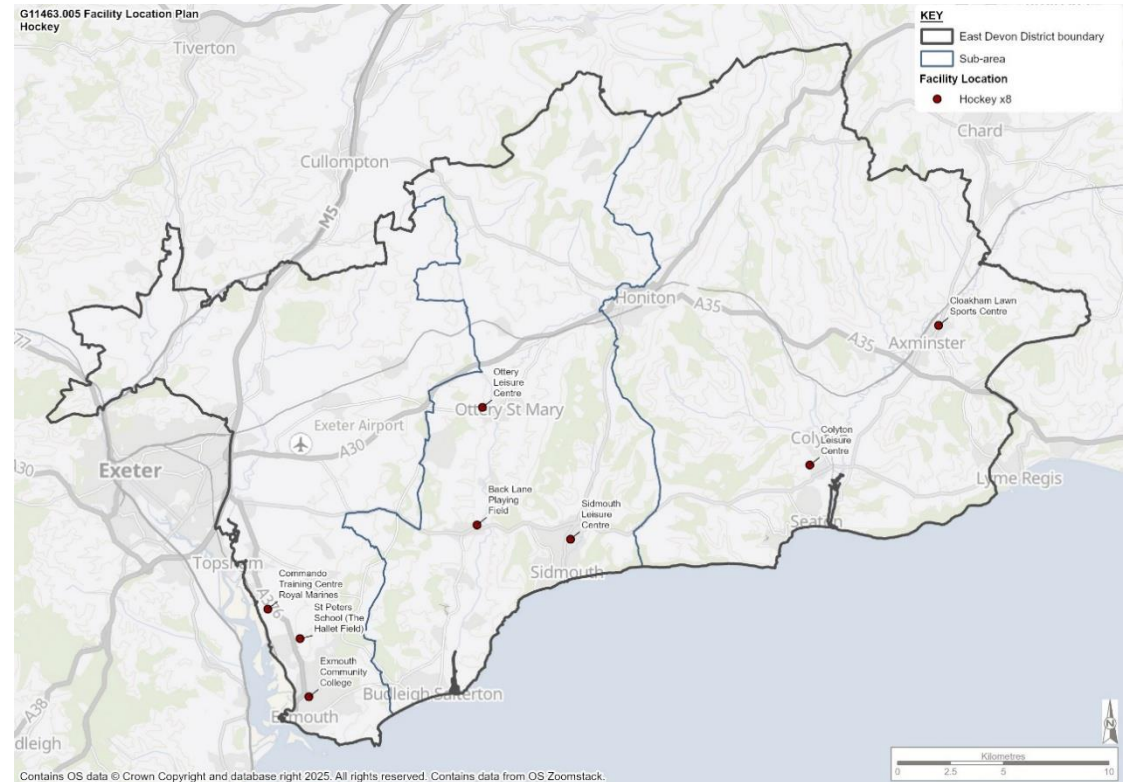 G11463.005 Facility Location Plan
Hockey
KEY
East Devon District boundary
Sub-area
Facility Location
Hockey x8
Tiverton
Cullompton
M5
Chard
Honiton
A35
Cloakham Lawn
Sports Centre
Axminster
A35
Ottery
Leisure
Centre
Ottery St Mary
Exeter Airport
A30
Exeter
A30
Colyton
Leisure
Centre
Lyme Regis
Back Lane
Playing
Field
Sidmouth
Leisure
Centre
Seaton
Sidmouth
Topsham
Commando
Training Centre
Royal Marines
A376
St Peters
School (The
Hallet Field)
Exmouth
Community
College
Exmouth
Budleigh Salterton
A38
dleigh
N
Kilometres
0 2.5 5 10
Contains OS data © Crown Copyright and database right 2025. All rights reserved. Contains data from OS Zoomstack.